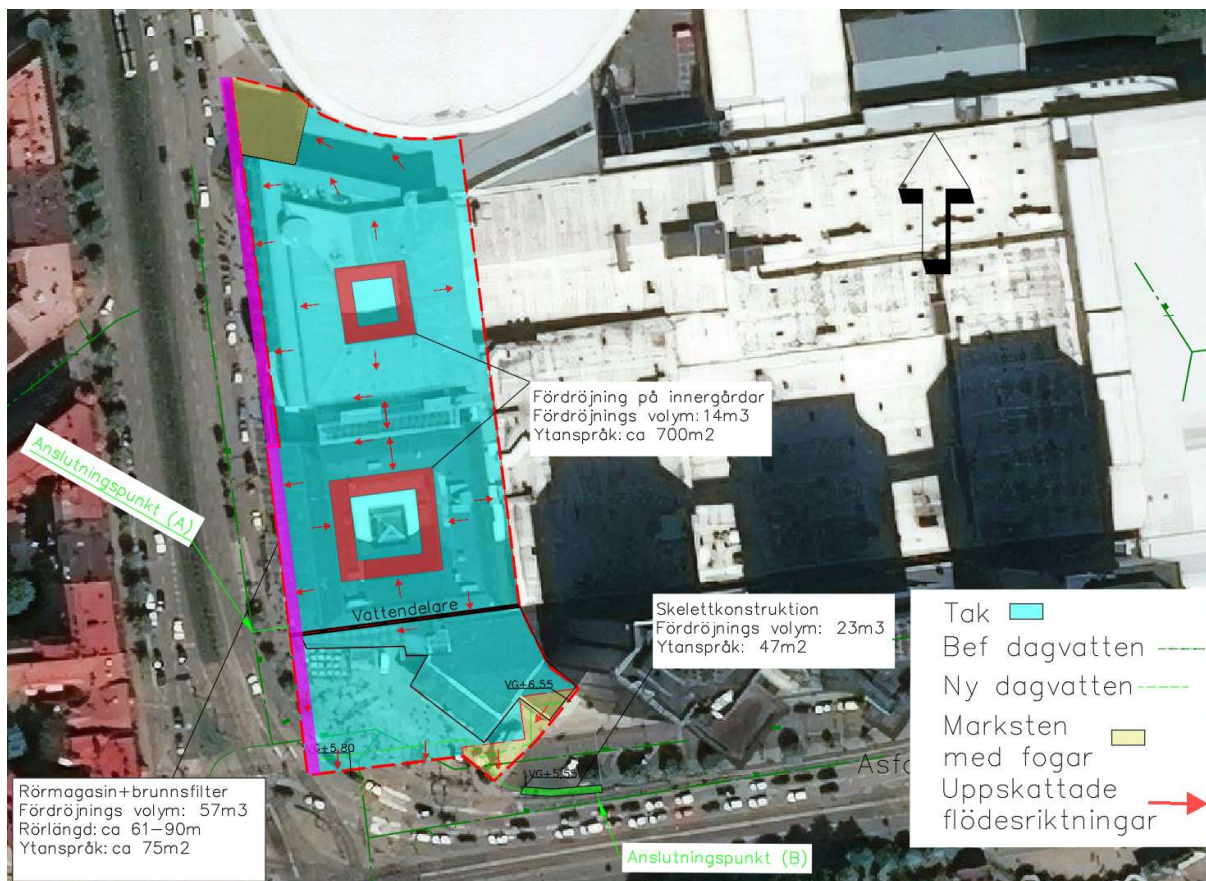 Anslutningspunkt (A)
Fördröjning på innergårdar
Fördröjnings volym: 14m3
Ytanspråk: ca 700m2
Vattendelare
Skelettkonstruktion
Fördröjnings volym: 23m3
Ytanspråk: 47m2
VG+6,55
VG+5,80
VG+5,55
Rörmagasin+brunnsfilter
Fördröjnings volym: 57m3
Rörlängd: ca 61-90m
Ytanspråk: ca 75m2
Anslutningspunkt (B)
Tak
Bef dagvatten
Ny dagvatten
Marksten
med fogar
Uppskattade
flödesriktningar